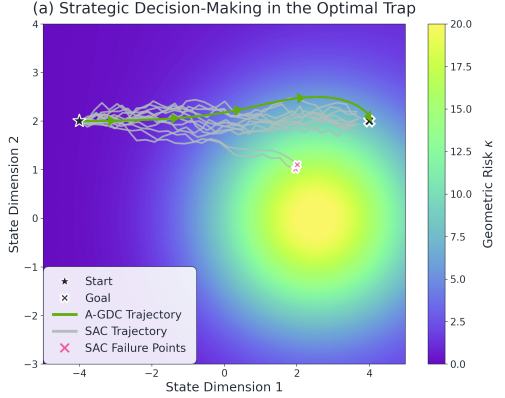 (a) Strategic Decision-Making in the Optimal Trap
4
3
2
1
0
−1
−2
−3
State Dimension 2
−4
−2
0
2
4
State Dimension 1
Start
Goal
A-GDC Trajectory
SAC Trajectory
SAC Failure Points
20.0
17.5
15.0
12.5
10.0
7.5
5.0
2.5
0.0
Geometric Risk κ